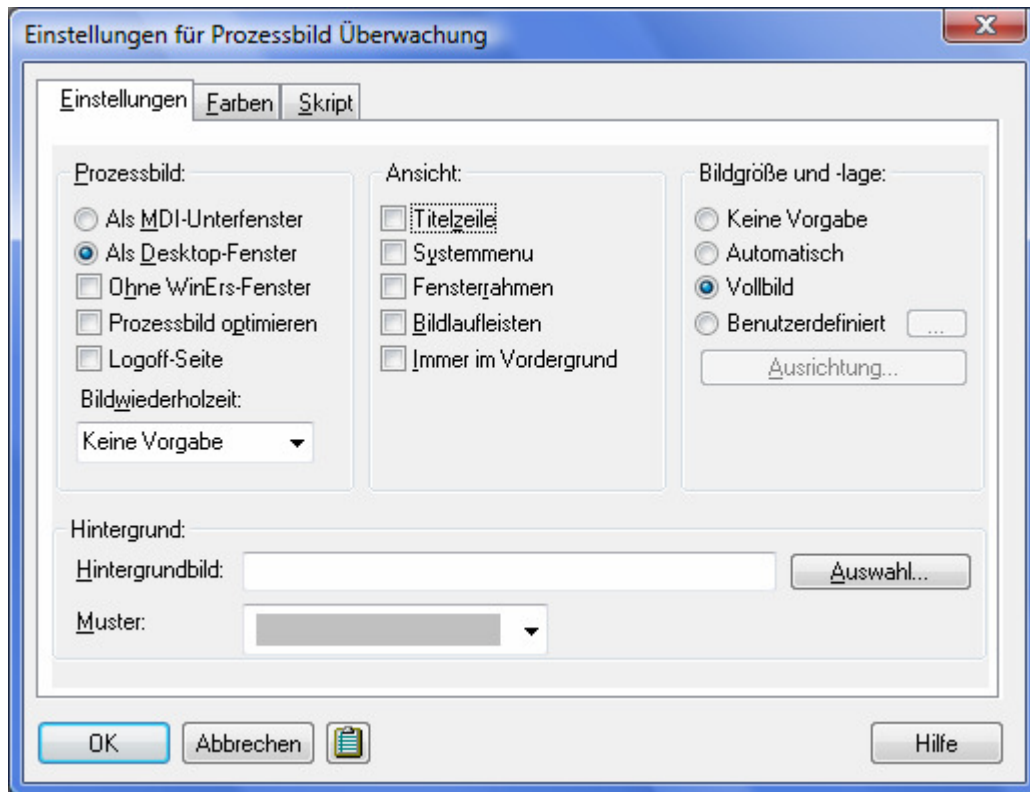 Einstellungen für Prozessbild Überwachung
Einstellungen Farben Skript
Prozessbild:
Als MDI-Unterfenster
Als Desktop-Fenster
Ohne WinErs-Fenster
Prozessbild optimieren
Logoff-Seite
Bildwiederholzeit:
Keine Vorgabe
Ansicht:
Titelzeile
Systemmenu
Fensterrahmen
Bildlaufleisten
Immer im Vordergrund
Bildgröße und -lage:
Keine Vorgabe
Automatisch
Vollbild
Benutzerdefiniert ...
Ausrichtung...
Hintergrund:
Hintergrundbild: Auswahl...
Muster:
OK Abbrechen Hilfe